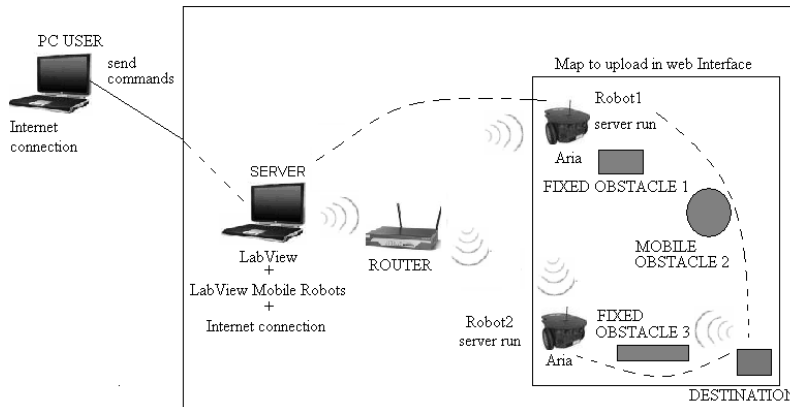 PC USER
send
commands
Internet
connection
SERVER
LabView
+
LabView Mobile Robots
+
Internet connection
ROUTER
Map to upload in web Interface
Robot1
server run
Aria
FIXED OBSTACLE 1
MOBILE
OBSTACLE 2
Robot2
server run
Aria
FIXED
OBSTACLE 3
DESTINATION